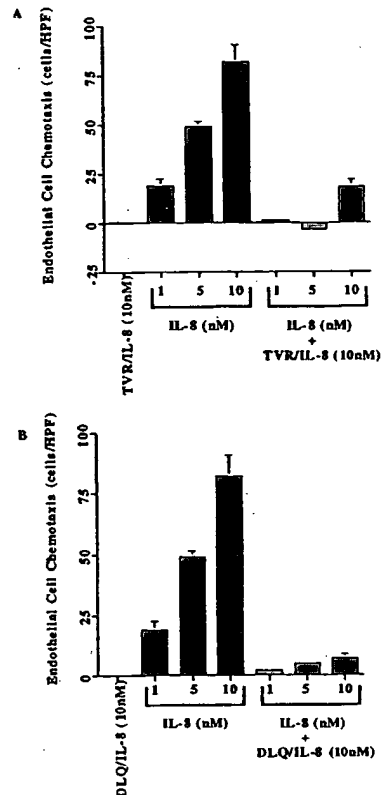 A
Endothelial Cell Chemotaxis (cells/HPF)
100
75
50
25
0
-25
TVR/IL-8 (10nM)
1 5 10 1 5 10
IL-8 (nM) IL-8 (nM)
+
TVR/IL-8 (10nM)
B
Endothelial Cell Chemotaxis (cells/HPF)
100
75
50
25
0
DLQ/IL-8 (10nM)
1 5 10 1 5 10
IL-8 (nM) IL-8 (nM)
+
DLQ/IL-8 (10nM)